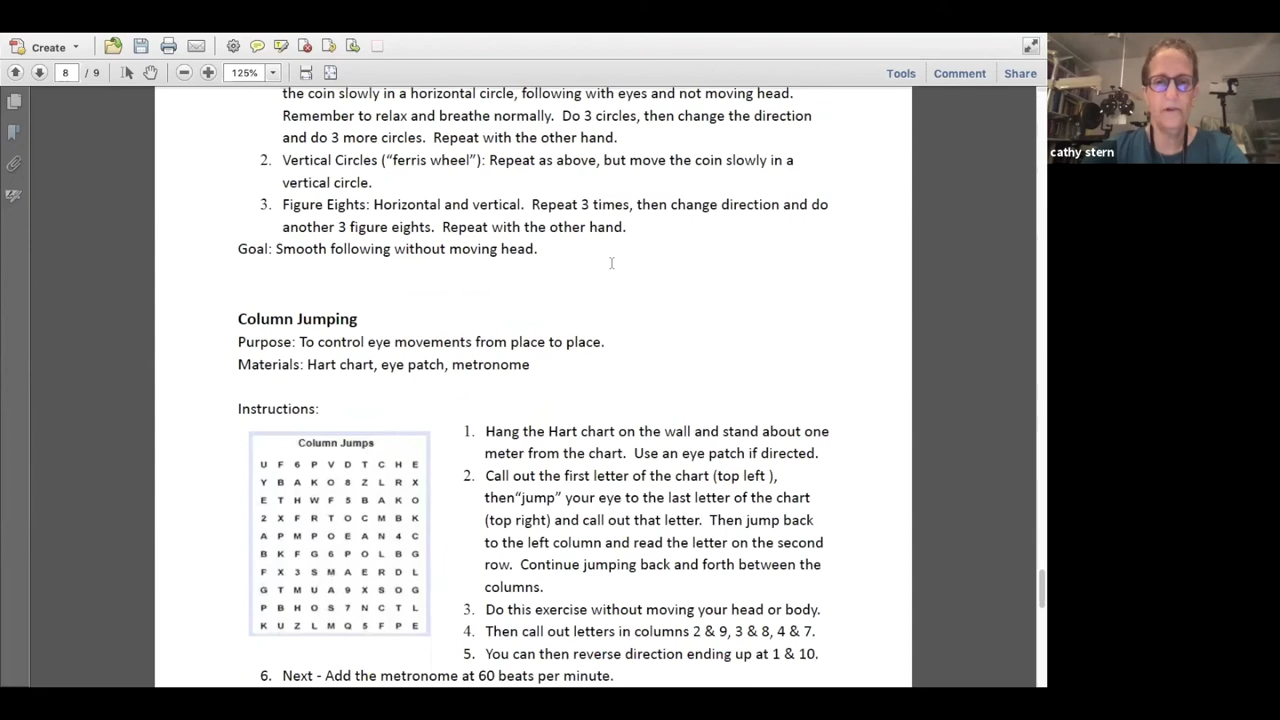 Create
8 / 9
125%
Tools
Comment
Share
cathy stern
the coin slowly in a horizontal circle, following with eyes and not moving head.
Remember to relax and breathe normally. Do 3 circles, then change the direction
and do 3 more circles. Repeat with the other hand.
2. Vertical Circles (“ferris wheel”): Repeat as above, but move the coin slowly in a
vertical circle.
3. Figure Eights: Horizontal and vertical. Repeat 3 times, then change direction and do
another 3 figure eights. Repeat with the other hand.
Goal: Smooth following without moving head.
Column Jumping
Purpose: To control eye movements from place to place.
Materials: Hart chart, eye patch, metronome
Instructions:
Column Jumps
U F 6 P V D T C H E
Y B A K O 8 Z L R X
E T H W F 5 B A K O
2 X F R T O C M B K
A P M P O E A N 4 C
B K F G 6 P O L B G
F X 3 S M A E R D L
G T M U A 9 X S O G
P B H O S 7 N C T L
K U Z L M Q 5 F P E
1. Hang the Hart chart on the wall and stand about one
meter from the chart. Use an eye patch if directed.
2. Call out the first letter of the chart (top left ),
then“jump” your eye to the last letter of the chart
(top right) and call out that letter. Then jump back
to the left column and read the letter on the second
row. Continue jumping back and forth between the
columns.
3. Do this exercise without moving your head or body.
4. Then call out letters in columns 2 & 9, 3 & 8, 4 & 7.
5. You can then reverse direction ending up at 1 & 10.
6. Next - Add the metronome at 60 beats per minute.